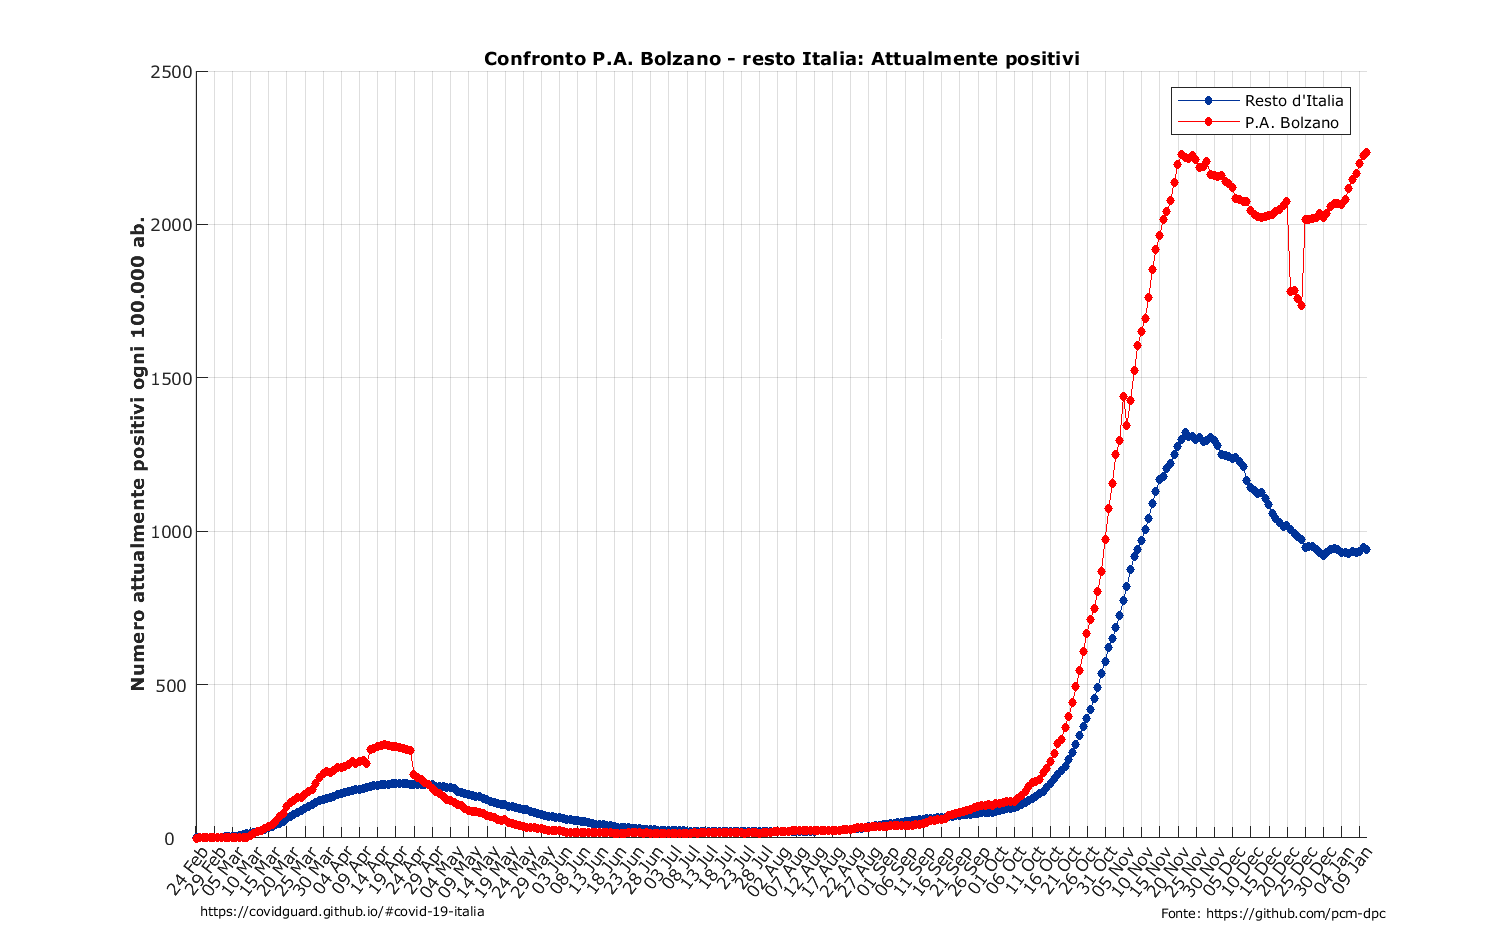 Confronto P.A. Bolzano - resto Italia: Attualmente positivi
2500
2000
1500
1000
500
0
Numero attualmente positivi ogni 100.000 ab.
Resto d'Italia
P.A. Bolzano
24 Feb
29 Feb
05 Mar
10 Mar
15 Mar
20 Mar
25 Mar
30 Mar
04 Apr
09 Apr
14 Apr
19 Apr
24 Apr
29 Apr
04 May
09 May
14 May
19 May
24 May
29 May
03 Jun
08 Jun
13 Jun
18 Jun
23 Jun
28 Jun
03 Jul
08 Jul
13 Jul
18 Jul
23 Jul
28 Jul
02 Aug
07 Aug
12 Aug
17 Aug
22 Aug
27 Aug
01 Sep
06 Sep
11 Sep
16 Sep
21 Sep
26 Sep
01 Oct
06 Oct
11 Oct
16 Oct
21 Oct
26 Oct
31 Oct
05 Nov
10 Nov
15 Nov
20 Nov
25 Nov
30 Nov
05 Dec
10 Dec
15 Dec
20 Dec
25 Dec
30 Dec
04 Jan
09 Jan
https://covidguard.github.io/#covid-19-italia
Fonte: https://github.com/pcm-dpc